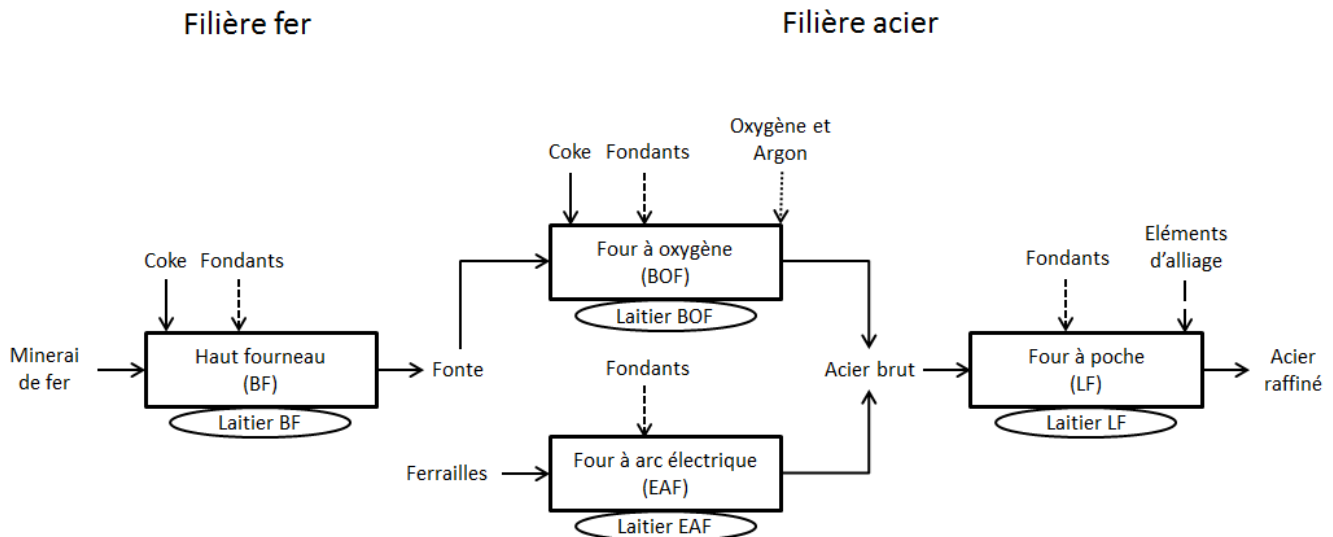 Filière fer
Filière acier
Oxygène et
Argon
Coke
Fondants
Four à oxygène
(BOF)
Laitier BOF
Eléments
d'alliage
Fondants
Coke
Fondants
Minerai
de fer
Haut fourneau
(BF)
Laitier BF
Fonte
Fondants
Acier brut
Four à poche
(LF)
Laitier LF
Acier
raffiné
Ferrailles
Four à arc électrique
(EAF)
Laitier EAF